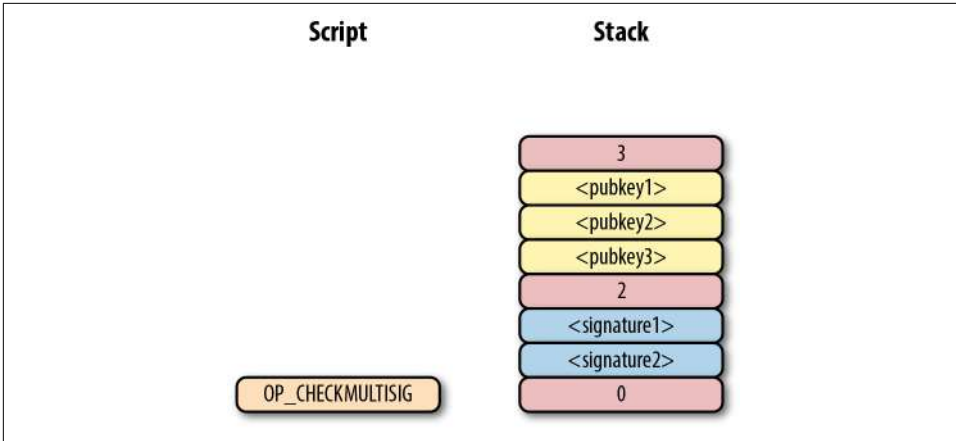 Script Stack
3
<pubkey1>
<pubkey2>
<pubkey3>
2
<signature1>
<signature2>
OP_CHECKMULTISIG 0